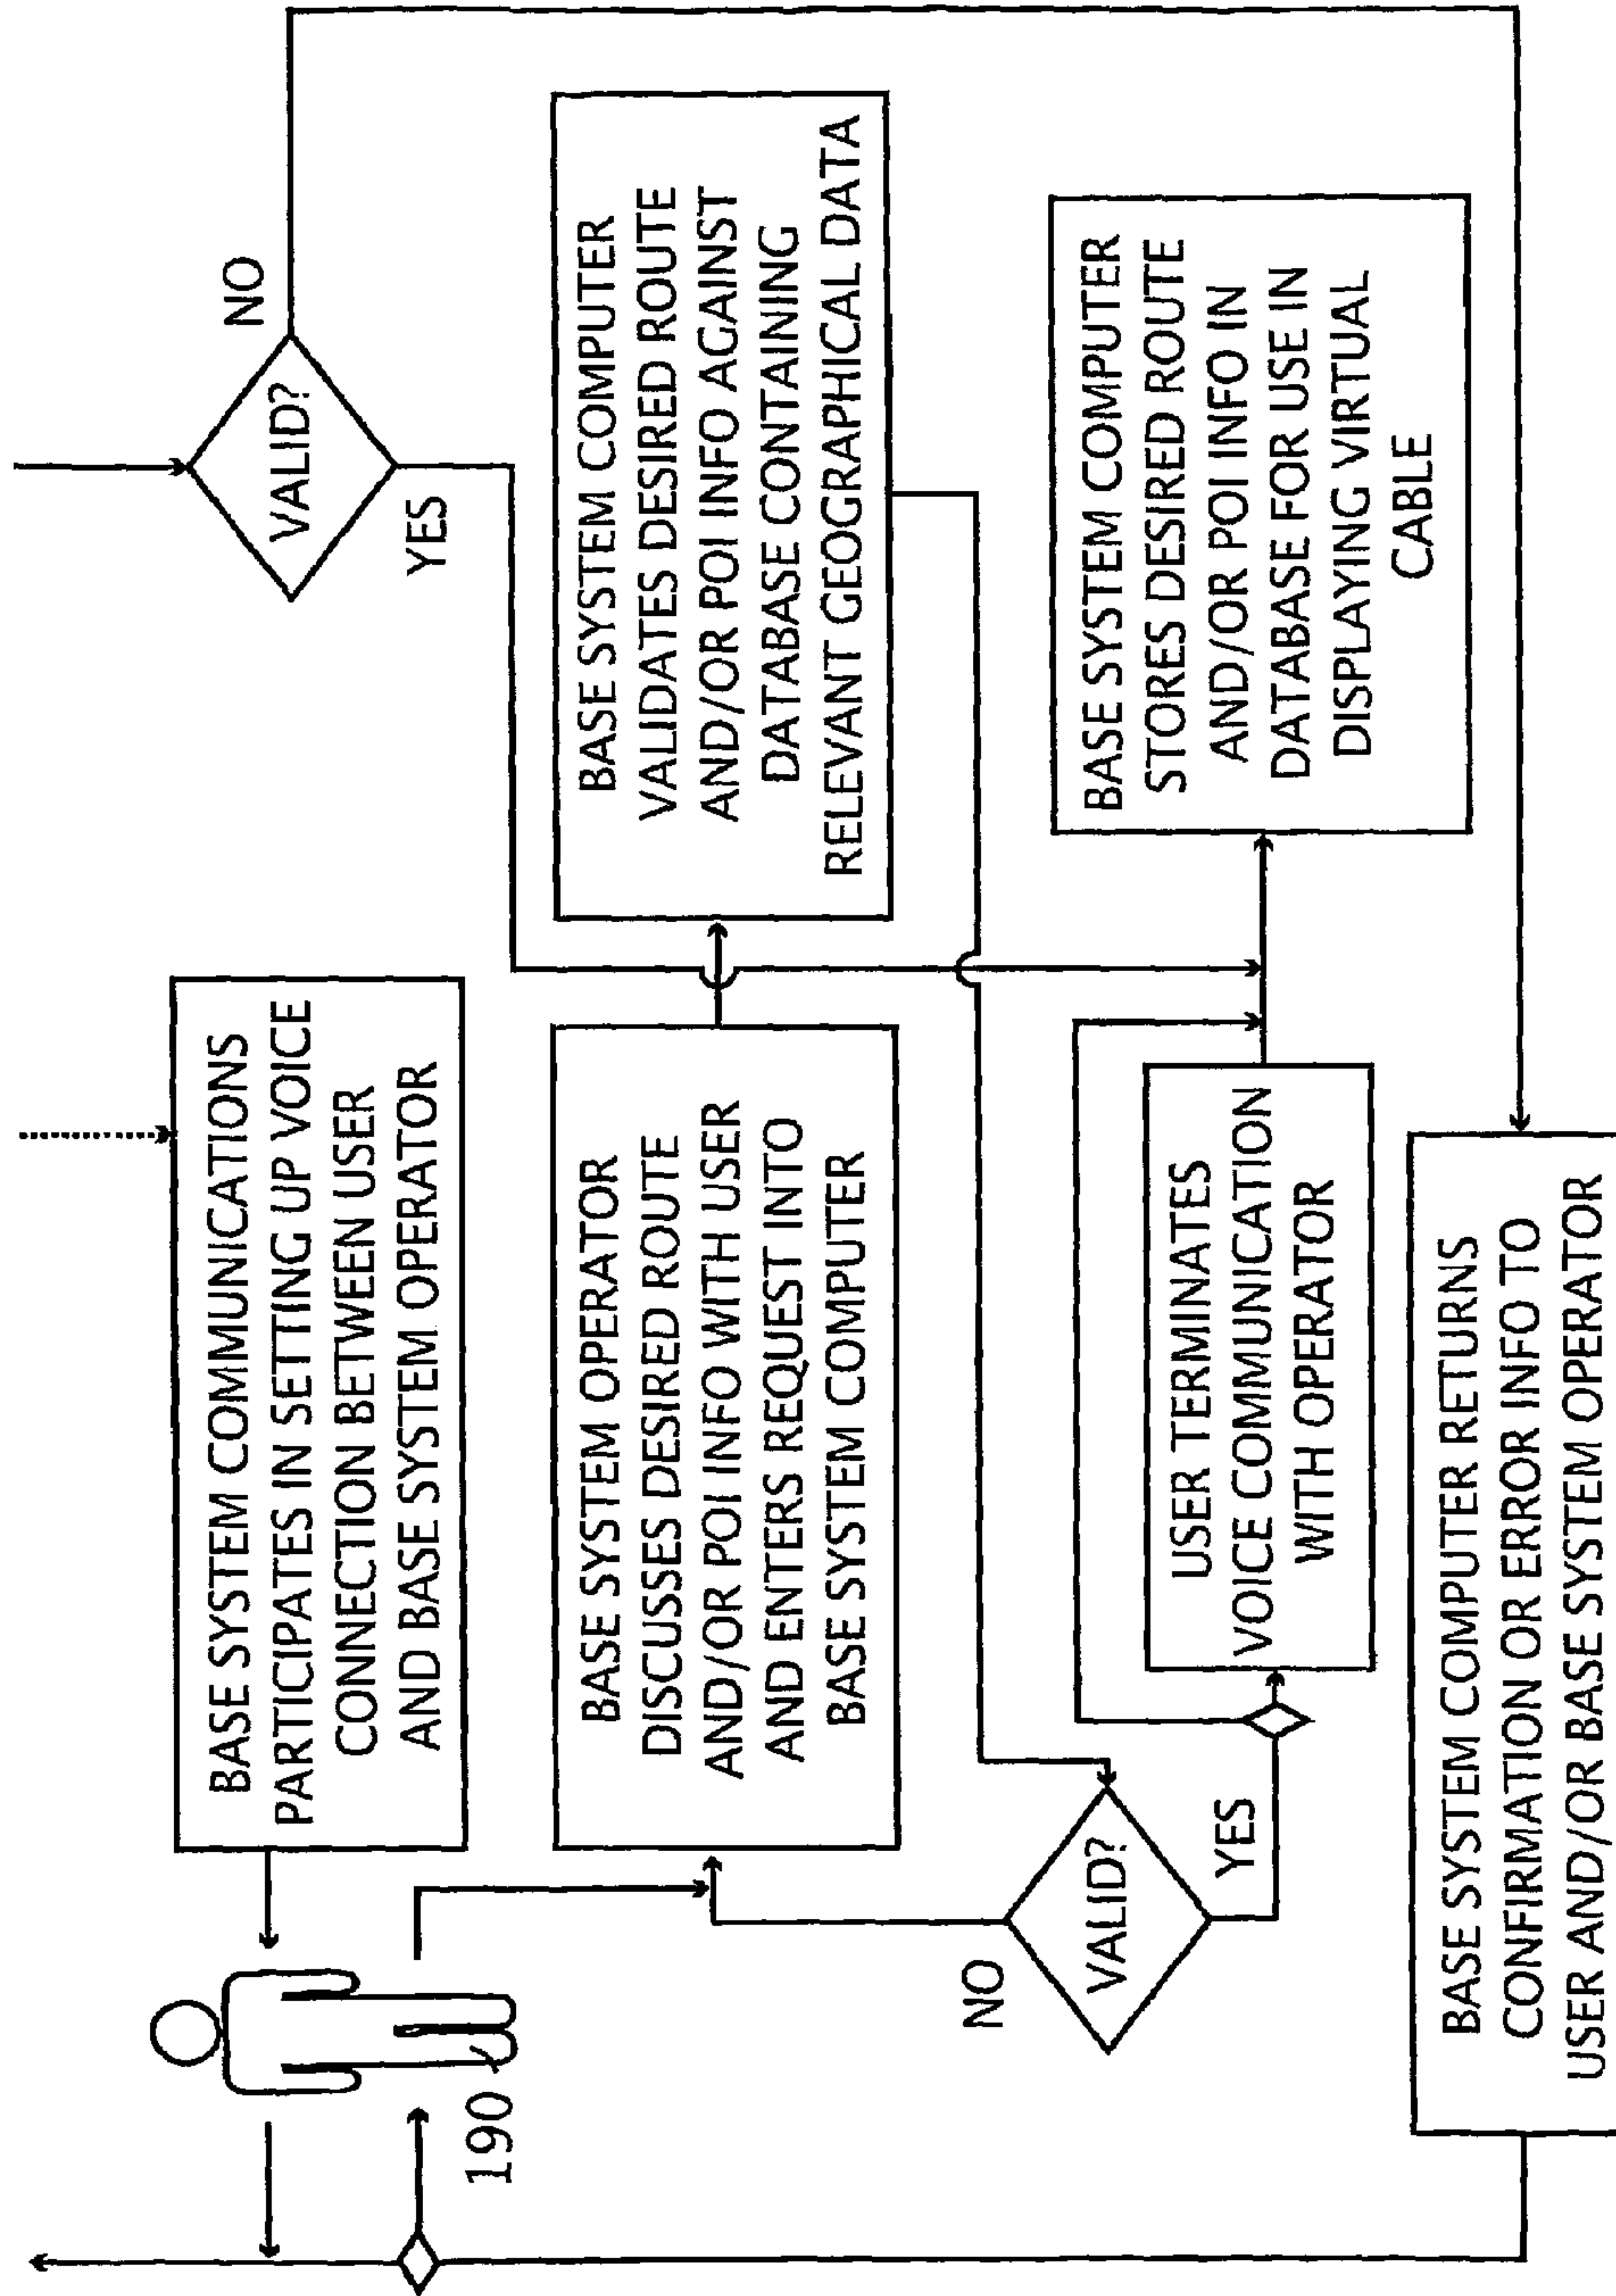 BASE SYSTEM COMMUNICATIONS
PARTICIPATES IN SETTING UP VOICE
CONNECTION BETWEEN USER
AND BASE SYSTEM OPERATOR
VALID?
NO
YES
190
BASE SYSTEM OPERATOR
DISCUSSES DESIRED ROUTE
AND/OR POI INFO WITH USER
AND ENTERS REQUEST INTO
BASE SYSTEM COMPUTER
BASE SYSTEM COMPUTER
VALIDATES DESIRED ROUTE
AND/OR POI INFO AGAINST
DATABASE CONTAINING
RELEVANT GEOGRAPHICAL DATA
NO
VALID?
YES
USER TERMINATES
VOICE COMMUNICATION
WITH OPERATOR
BASE SYSTEM COMPUTER
STORES DESIRED ROUTE
AND/OR POI INFO IN
DATABASE FOR USE IN
DISPLAYING VIRTUAL
CABLE
BASE SYSTEM COMPUTER RETURNS
CONFIRMATION OR ERROR INFO TO
USER AND/OR BASE SYSTEM OPERATOR